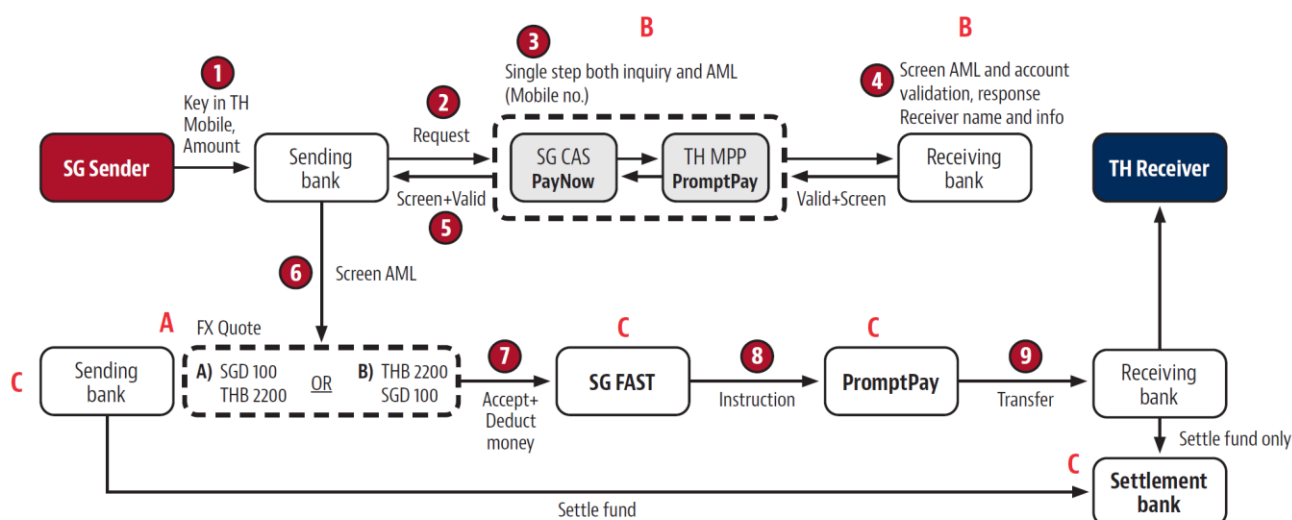 B
B
3
Single step both inquiry and AML
(Mobile no.)
4
Screen AML and account
validation, response
Receiver name and info
1
Key in TH
Mobile,
Amount
2
Request
SG Sender
Sending
bank
SG CAS
PayNow
TH MPP
PromptPay
Receiving
bank
TH Receiver
Screen+Valid
5
Valid+Screen
6
Screen AML
A
FX Quote
C
Sending
bank
A) SGD 100
THB 2200
OR
B) THB 2200
SGD 100
7
Accept+
Deduct
money
C
SG FAST
8
Instruction
C
PromptPay
9
Transfer
Receiving
bank
Settle fund only
C
Settlement
bank
Settle fund